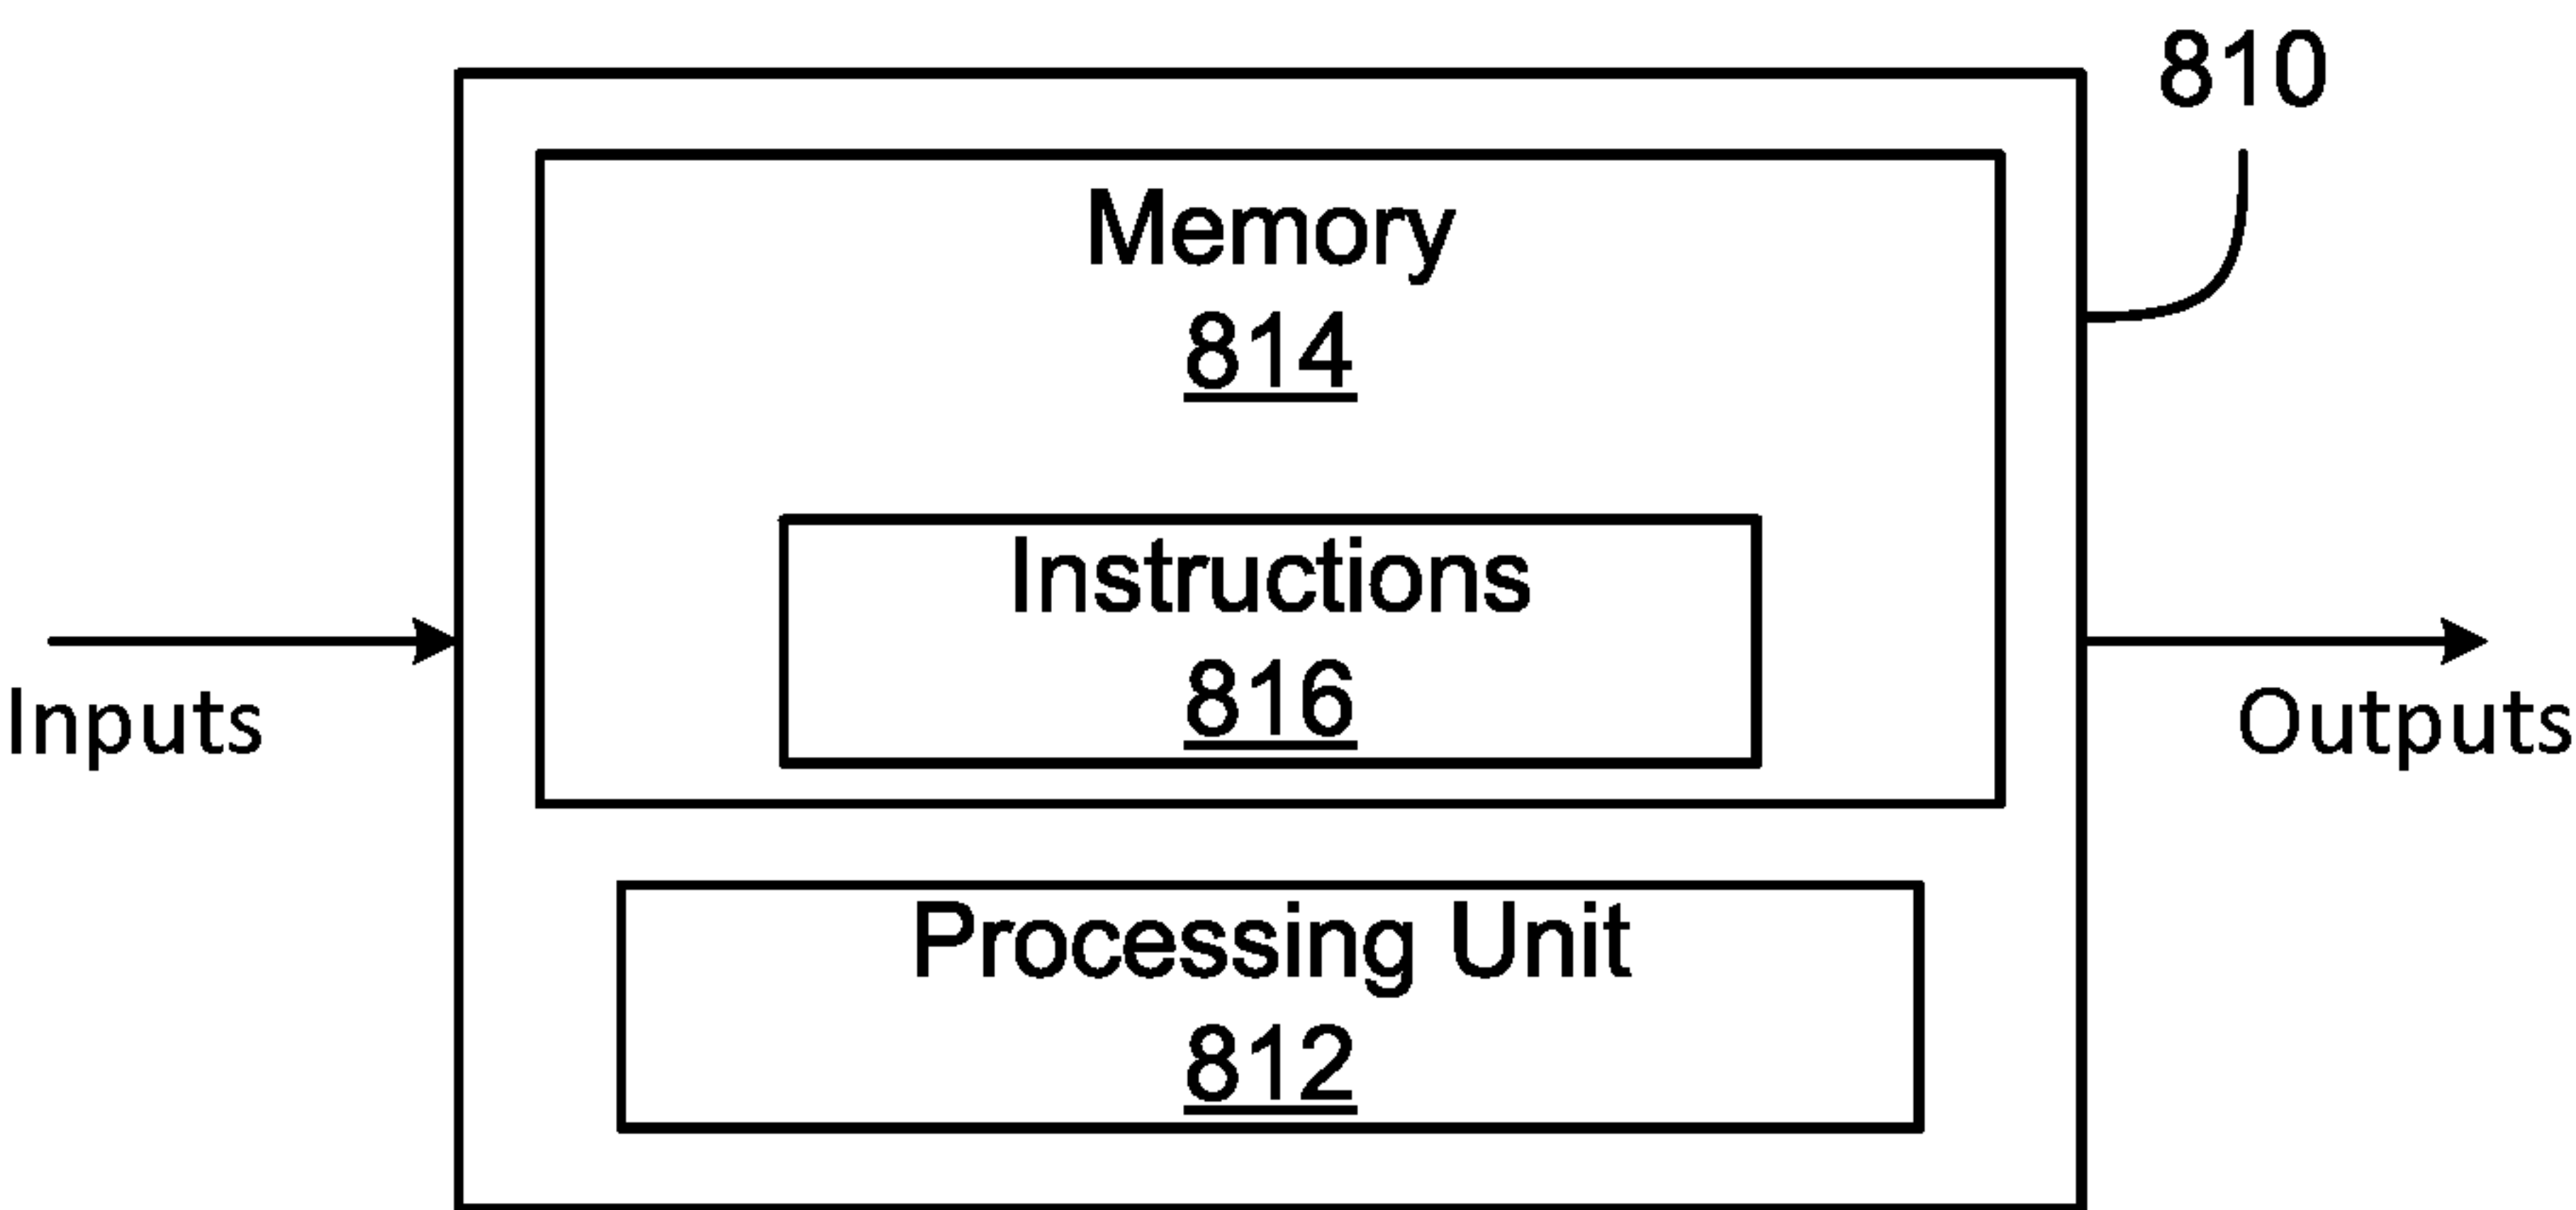 810
Memory
814
Instructions
816
Inputs
Outputs
Processing Unit
812